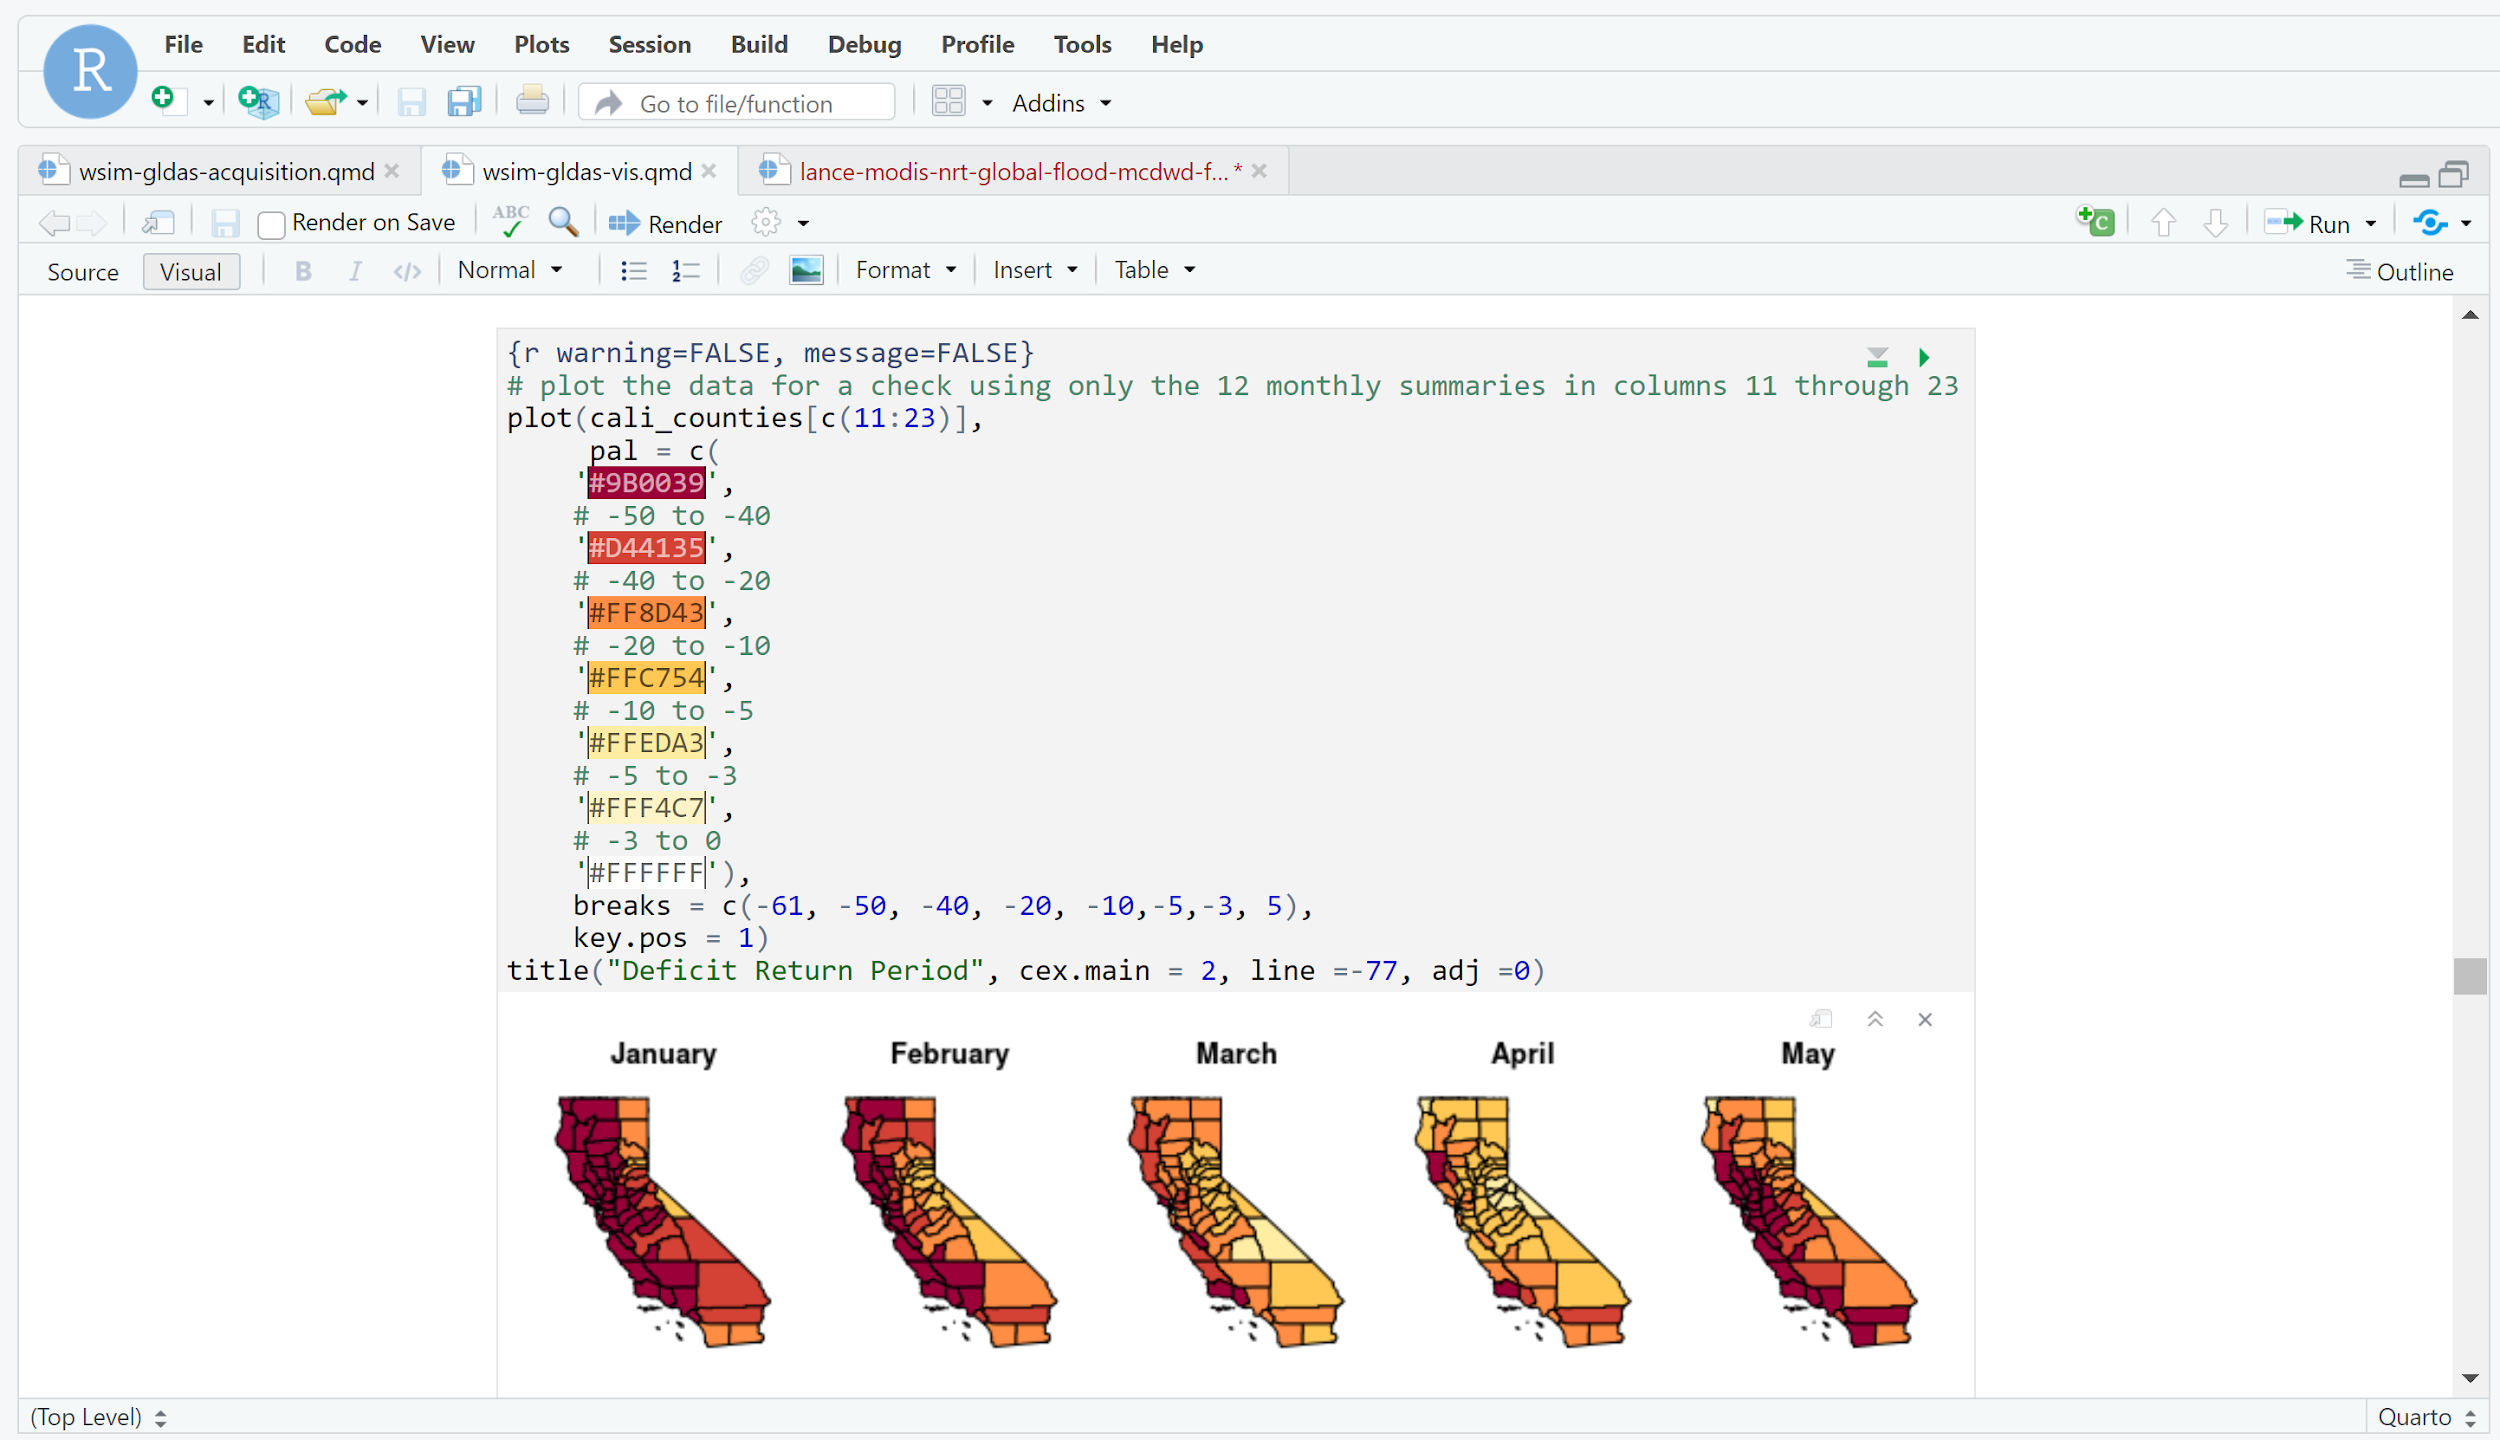 R
File Edit Code View Plots Session Build Debug Profile Tools Help
R Go to file/function Addins
wsim-gldas-acquisition.qmd wsim-gldas-vis.qmd lance-modis-nrt-global-flood-mcdwd-f... *
Render on Save ABC Render C Run
Source Visual B I </> Normal 1 2 Format Insert Table Outline
{r warning=FALSE, message=FALSE}
# plot the data for a check using only the 12 monthly summaries in columns 11 through 23
plot(cali_counties[c(11:23)],
pal = c(
'#9B0039',
# -50 to -40
'#D44135',
# -40 to -20
'#FF8D43',
# -20 to -10
'#FFC754',
# -10 to -5
'#FFEDA3',
# -5 to -3
'#FFF4C7',
# -3 to 0
'#FFFFFF'),
breaks = c(-61, -50, -40, -20, -10,-5,-3, 5),
key.pos = 1)
title("Deficit Return Period", cex.main = 2, line =-77, adj =0)
January February March April May
(Top Level) Quarto